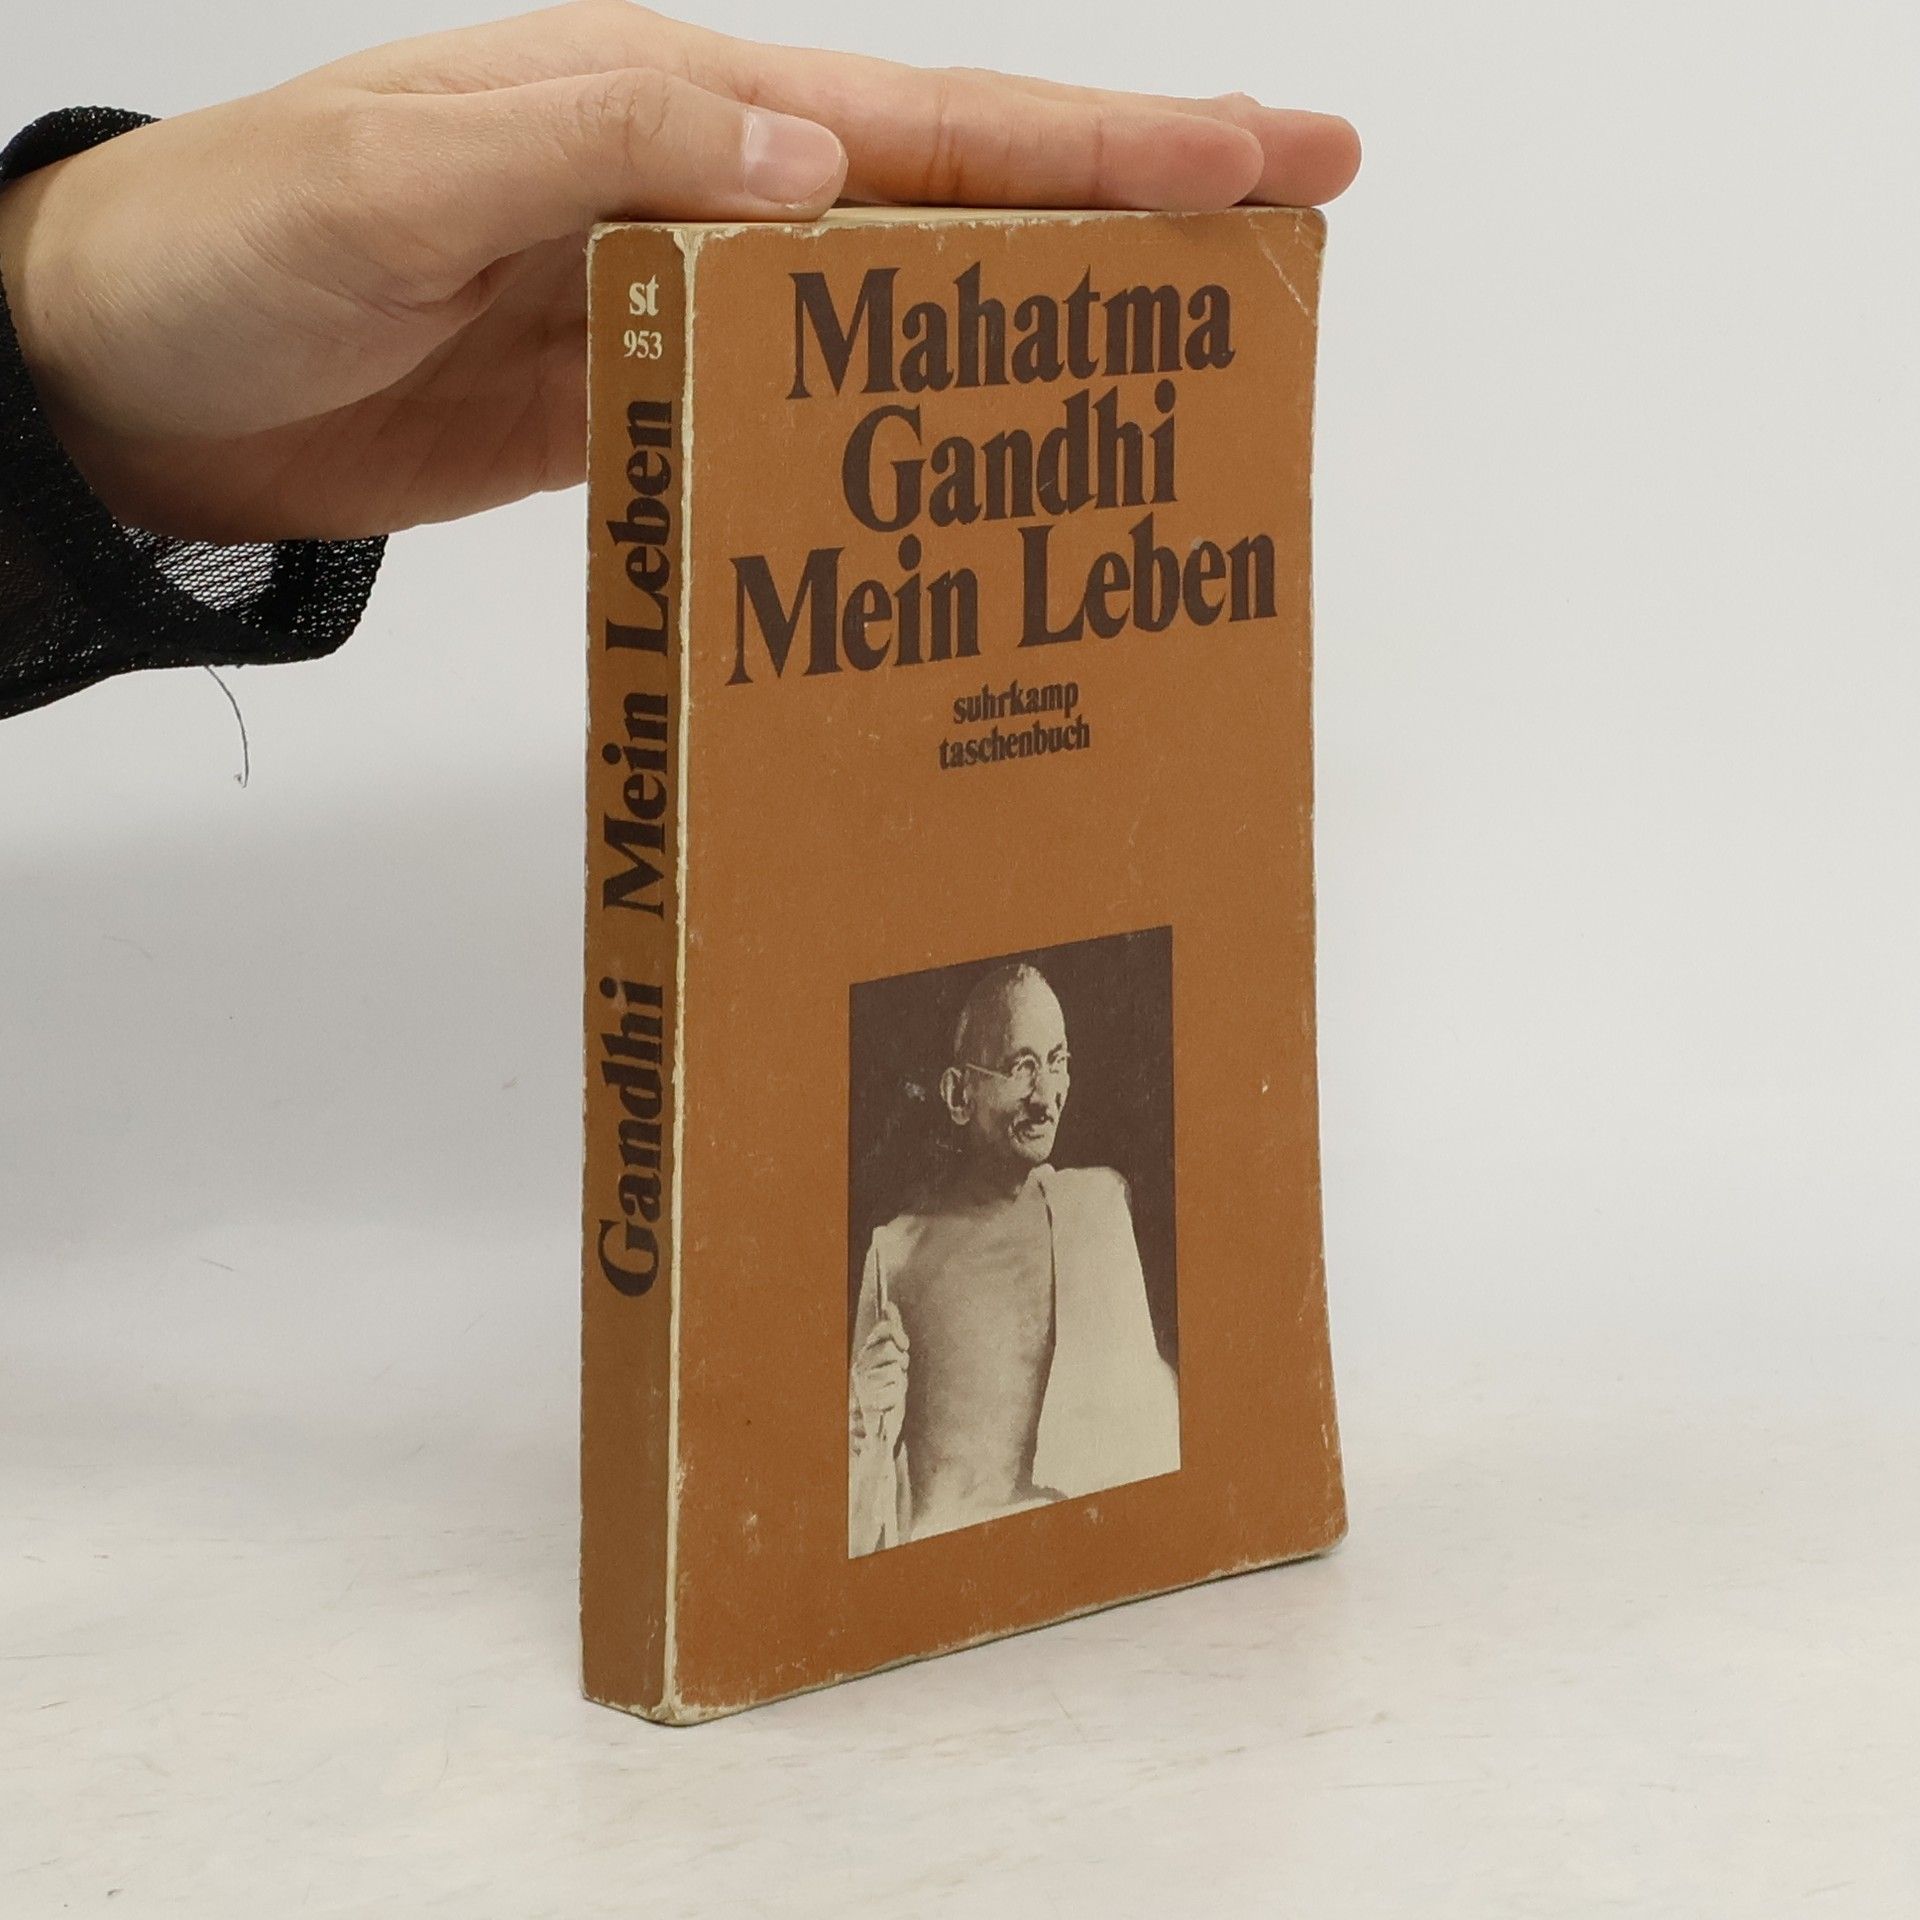 st
953
Gandhi Mein Leben
Mahatma
Gandhi
Mein Leben
suhrkamp
taschenbuch